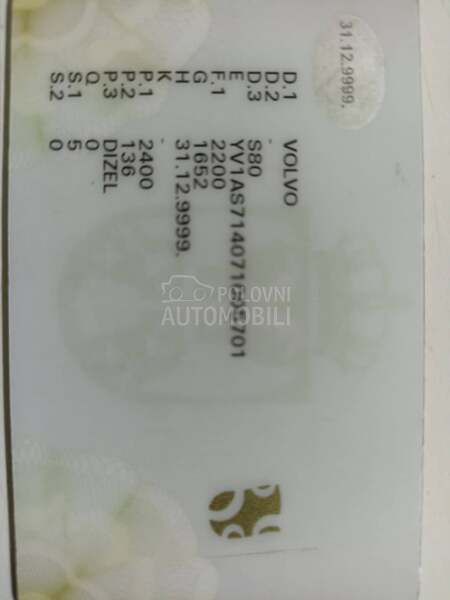 31.12.9999.
D.1 VOLVO
D.2 -
D.3 S80
E
F.1 2200
G 1652
H 31.12.9999.
K
P.1 2400
P.2 136
P.3 DIZEL
Q 0
S.1 5
S.2 0
POLOVNI
AUTOMOBILI